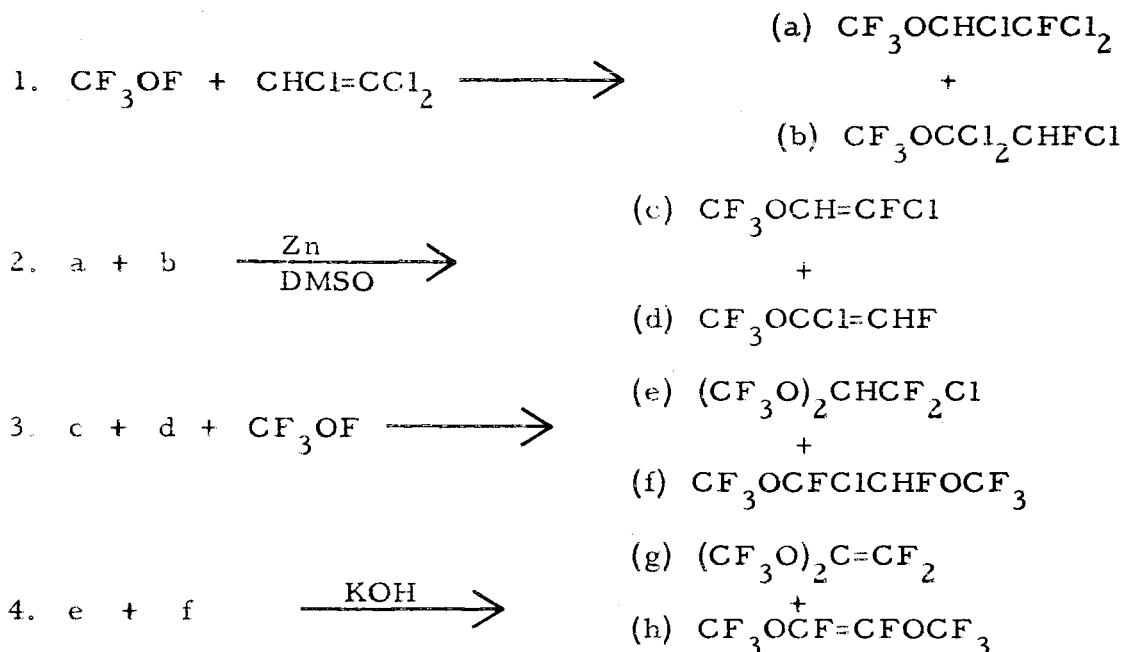 (a) CF₃OCHClCFCl₂
1. CF₃OF + CHCl=CCl₂ ⟶ +
(b) CF₃OCCl₂CHFCl
(c) CF₃OCH=CFCl
2. a + b Zn DMSO ⟶ +
(d) CF₃OCCl=CHF
(e) (CF₃O)₂CHCF₂Cl
3. c + d + CF₃OF ⟶ +
(f) CF₃OCFClCHFOCF₃
(g) (CF₃O)₂C=CF₂
4. e + f KOH ⟶ +
(h) CF₃OCF=CFOCF₃